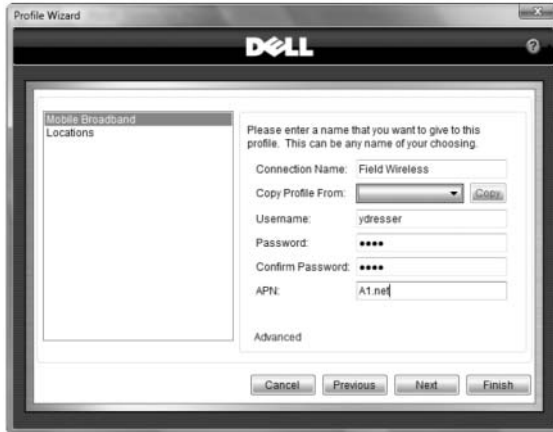 Profile Wizard
DELL
?
Mobile Broadband
Locations
Please enter a name that you want to give to this
profile. This can be any name of your choosing.
Connection Name: Field Wireless
Copy Profile From: Copy
Username: ydresser
Password: ••••
Confirm Password: ••••
APN: A1.net
Advanced
Cancel Previous Next Finish